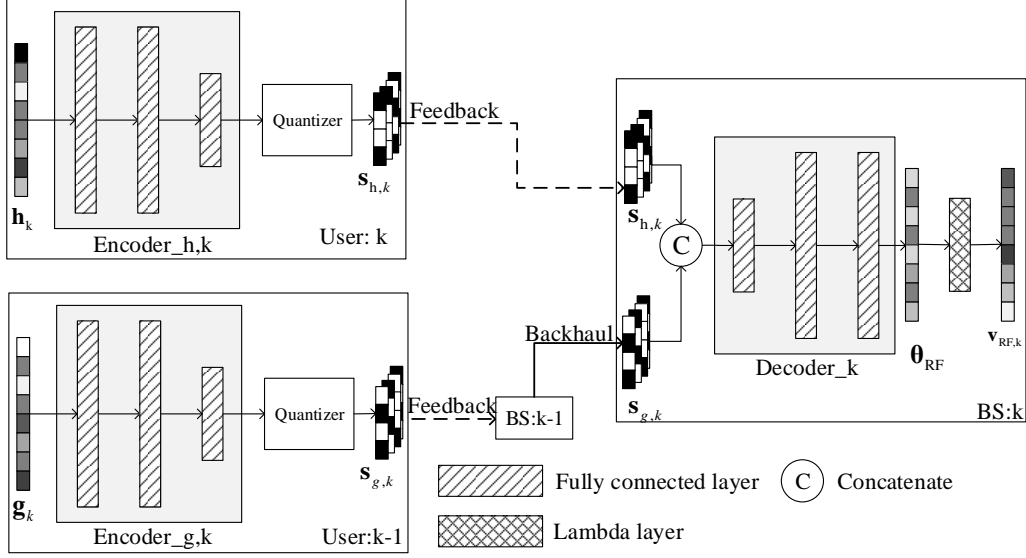 h_k
Encoder_h,k
Quantizer
s_h,k
User: k
Feedback
g_k
Encoder_g,k
Quantizer
s_g,k
User:k-1
Feedback
BS:k-1
Backhaul
s_h,k
s_g,k
C
Decoder_k
θ_RF
v_RF,k
BS:k
Fully connected layer
C Concatenate
Lambda layer